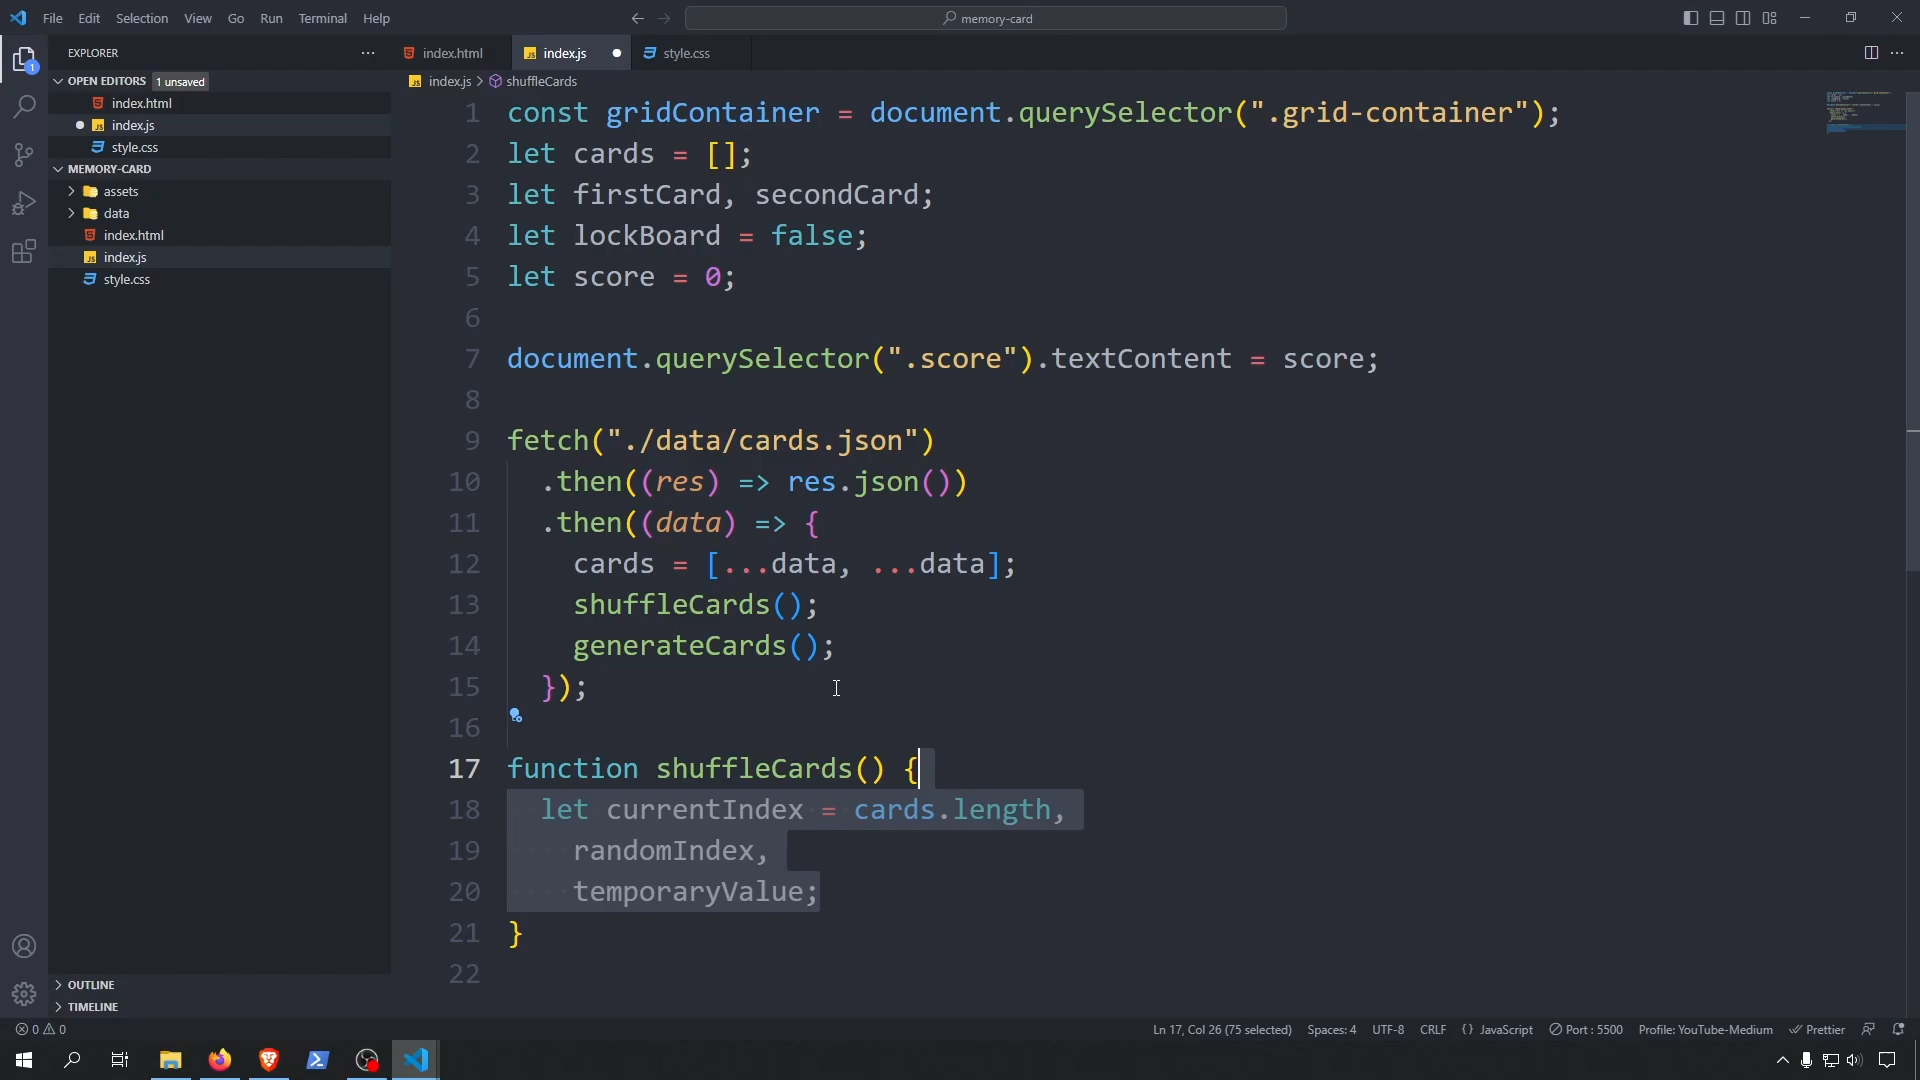 File Edit Selection View Go Run Terminal Help
memory-card
EXPLORER
index.html
index.js
style.css
OPEN EDITORS 1 unsaved
index.js > shuffleCards
index.html
index.js
style.css
MEMORY-CARD
assets
data
index.html
index.js
style.css
1 const gridContainer = document.querySelector(".grid-container");
2 let cards = [];
3 let firstCard, secondCard;
4 let lockBoard = false;
5 let score = 0;
6
7 document.querySelector(".score").textContent = score;
8
9 fetch("./data/cards.json")
10 .then((res) => res.json())
11 .then((data) => {
12 cards = [...data, ...data];
13 shuffleCards();
14 generateCards();
15 });
16
17 function shuffleCards() {
18 let currentIndex = cards.length,
19 randomIndex,
20 temporaryValue;
21 }
22
OUTLINE
TIMELINE
1
0 0
Ln 17, Col 26 (75 selected) Spaces: 4 UTF-8 CRLF {} JavaScript Port : 5500 Profile: YouTube-Medium Prettier